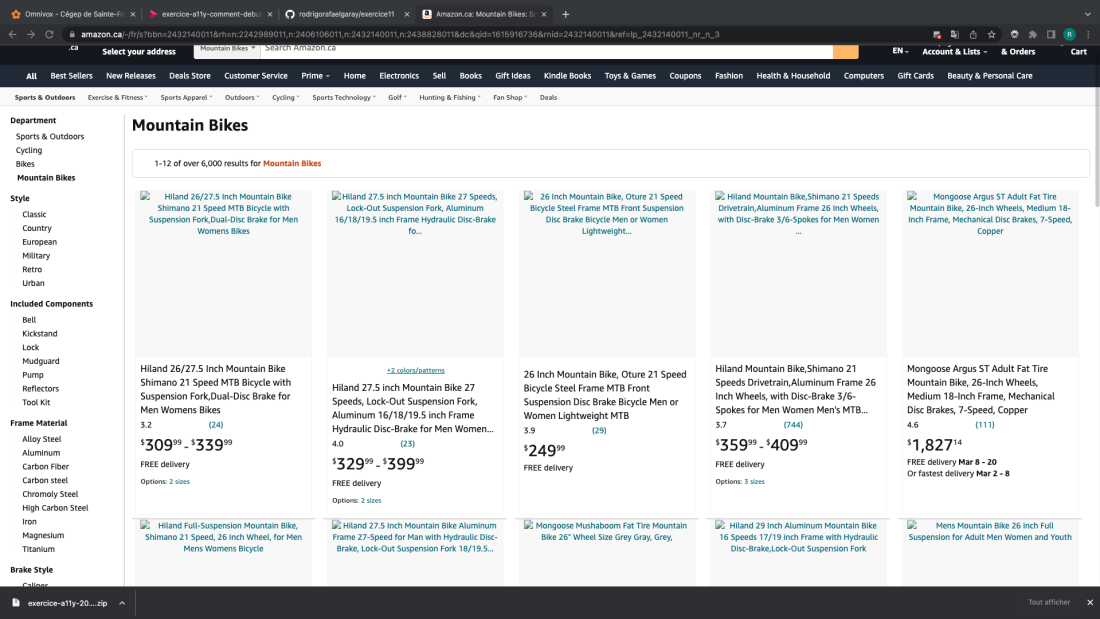 Omnivox - Cégep de Sainte-Fo
exercice-a11y-comment-debut
rodrigorafaelgaray/exercice11
Amazon.ca: Mountain Bikes: S
amazon.ca/-/fr/s?bbn=2432140011&rh=n:2242989011,n:2406106011,n:2432140011,n:2438828011&dc&qid=1615916736&rnid=2432140011&ref=lp_2432140011_nr_n_3
R
.ca
Select your address
Mountain Bikes
Search Amazon.ca
EN
Account & Lists
& Orders
Cart
All Best Sellers New Releases Deals Store Customer Service Prime Home Electronics Sell Books Gift Ideas Kindle Books Toys & Games Coupons Fashion Health & Household Computers Gift Cards Beauty & Personal Care
Sports & Outdoors Exercise & Fitness Sports Apparel Outdoors Cycling Sports Technology Golf Hunting & Fishing Fan Shop Deals
Department
Sports & Outdoors
Cycling
Bikes
Mountain Bikes
Style
Classic
Country
European
Military
Retro
Urban
Included Components
Bell
Kickstand
Lock
Mudguard
Pump
Reflectors
Tool Kit
Frame Material
Alloy Steel
Aluminum
Carbon Fiber
Carbon steel
Chromoly Steel
High Carbon Steel
Iron
Magnesium
Titanium
Brake Style
Caliper
Mountain Bikes
1-12 of over 6,000 results for Mountain Bikes
Hiland 26/27.5 Inch Mountain Bike
Shimano 21 Speed MTB Bicycle with
Suspension Fork,Dual-Disc Brake for Men
Womens Bikes
Hiland 26/27.5 Inch Mountain Bike
Shimano 21 Speed MTB Bicycle with
Suspension Fork,Dual-Disc Brake for
Men Womens Bikes
3.2 (24)
$309.99 - $339.99
FREE delivery
Options: 2 sizes
Hiland 27.5 inch Mountain Bike 27 Speeds,
Lock-Out Suspension Fork, Aluminum
16/18/19.5 inch Frame Hydraulic Disc-Brake
fo...
+2 colors/patterns
Hiland 27.5 inch Mountain Bike 27
Speeds, Lock-Out Suspension Fork,
Aluminum 16/18/19.5 inch Frame
Hydraulic Disc-Brake for Men Women...
4.0 (23)
$329.99 - $399.99
FREE delivery
Options: 2 sizes
26 Inch Mountain Bike, Oture 21 Speed
Bicycle Steel Frame MTB Front Suspension
Disc Brake Bicycle Men or Women
Lightweight...
26 Inch Mountain Bike, Oture 21 Speed
Bicycle Steel Frame MTB Front
Suspension Disc Brake Bicycle Men or
Women Lightweight MTB
3.9 (29)
$249.99
FREE delivery
Hiland Mountain Bike,Shimano 21 Speeds
Drivetrain,Aluminum Frame 26 Inch Wheels,
with Disc-Brake 3/6-Spokes for Men Women
...
Hiland Mountain Bike,Shimano 21
Speeds Drivetrain,Aluminum Frame 26
Inch Wheels, with Disc-Brake 3/6-
Spokes for Men Women Men's MTB...
3.7 (744)
$359.99 - $409.99
FREE delivery
Options: 3 sizes
Mongoose Argus ST Adult Fat Tire
Mountain Bike, 26-Inch Wheels, Medium 18-
Inch Frame, Mechanical Disc Brakes, 7-Speed,
Copper
Mongoose Argus ST Adult Fat Tire
Mountain Bike, 26-Inch Wheels,
Medium 18-Inch Frame, Mechanical
Disc Brakes, 7-Speed, Copper
4.6 (111)
$1,827.14
FREE delivery Mar 8 - 20
Or fastest delivery Mar 2 - 8
Hiland Full-Suspension Mountain Bike,
Shimano 21 Speed, 26 Inch Wheel, for Men
Mens Womens Bicycle
Hiland 27.5 Inch Mountain Bike Aluminum
Frame 27-Speed for Man with Hydraulic Disc-
Brake, Lock-Out Suspension Fork 18/19.5...
Mongoose Mushaboom Fat Tire Mountain
Bike 26" Wheel Size Grey Gray, Grey,
Hiland 29 Inch Aluminum Mountain Bike
16 Speeds 17/19 inch Frame with Hydraulic
Disc-Brake,Lock-Out Suspension Fork
Mens Mountain Bike 26 inch Full
Suspension for Adult Men Women and Youth
exercice-a11y-20....zip
Tout afficher